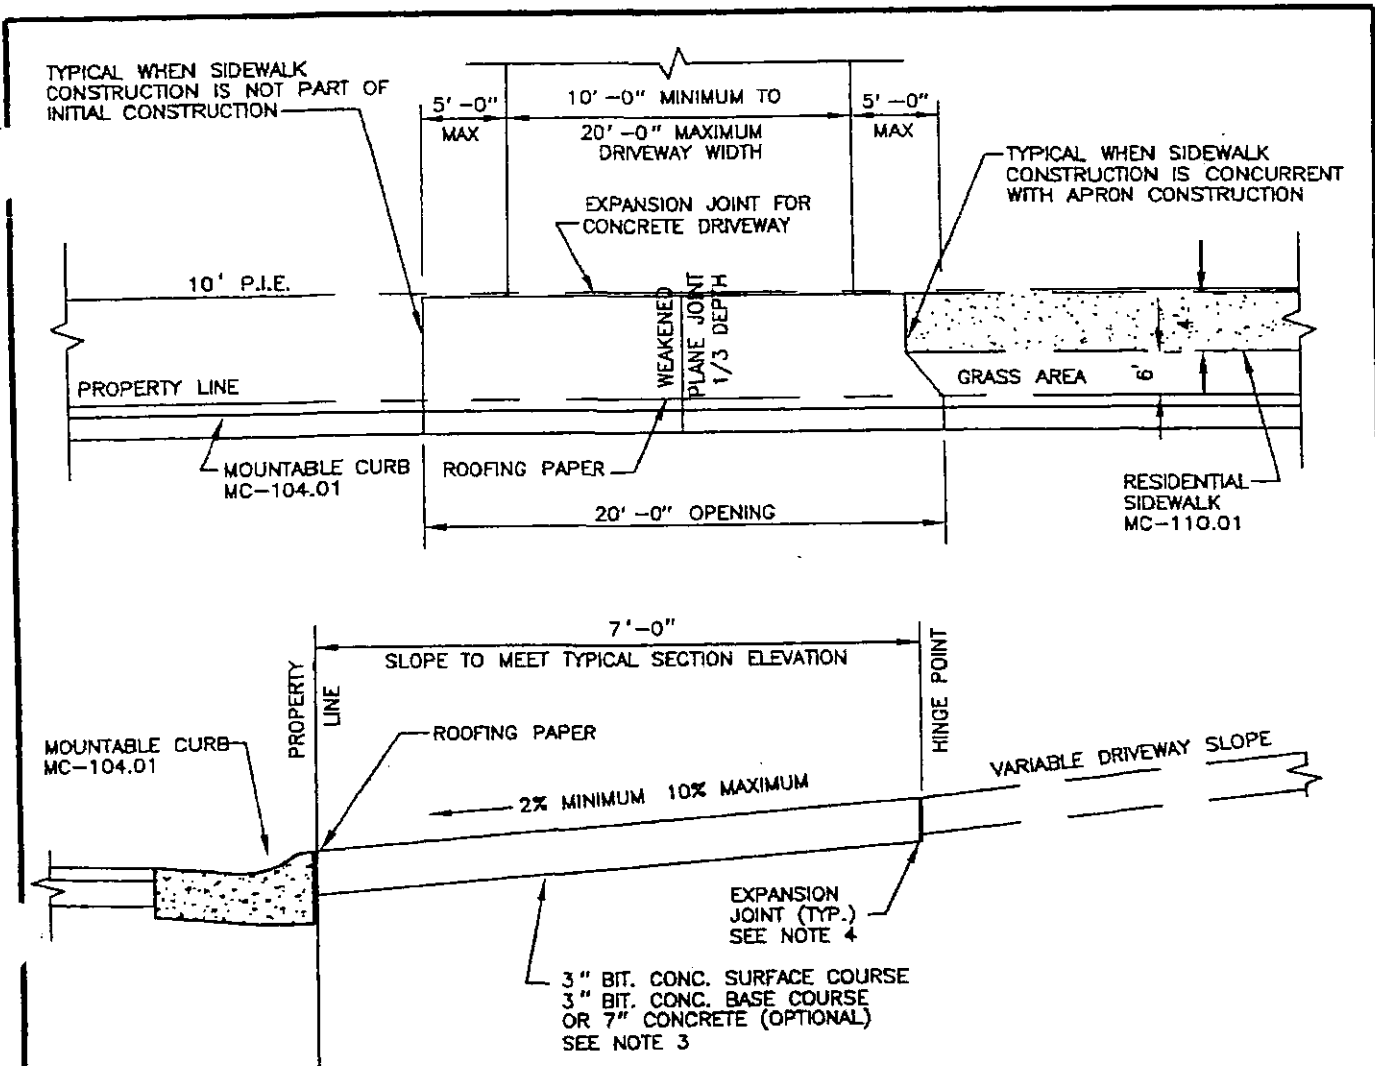 TYPICAL WHEN SIDEWALK
CONSTRUCTION IS NOT PART OF
INITIAL CONSTRUCTION
5'-0"
MAX
10'-0" MINIMUM TO
20'-0" MAXIMUM
DRIVEWAY WIDTH
5'-0"
MAX
TYPICAL WHEN SIDEWALK
CONSTRUCTION IS CONCURRENT
WITH APRON CONSTRUCTION
EXPANSION JOINT FOR
CONCRETE DRIVEWAY
10' P.I.E.
WEAKENED
PLANE JOINT
1/3 DEPTH
4'
6'
GRASS AREA
PROPERTY LINE
MOUNTABLE CURB
MC-104.01
ROOFING PAPER
RESIDENTIAL
SIDEWALK
MC-110.01
20'-0" OPENING
7'-0"
SLOPE TO MEET TYPICAL SECTION ELEVATION
PROPERTY
LINE
HINGE POINT
MOUNTABLE CURB
MC-104.01
ROOFING PAPER
VARIABLE DRIVEWAY SLOPE
2% MINIMUM 10% MAXIMUM
EXPANSION
JOINT (TYP.)
SEE NOTE 4
3" BIT. CONC. SURFACE COURSE
3" BIT. CONC. BASE COURSE
OR 7" CONCRETE (OPTIONAL)
SEE NOTE 3